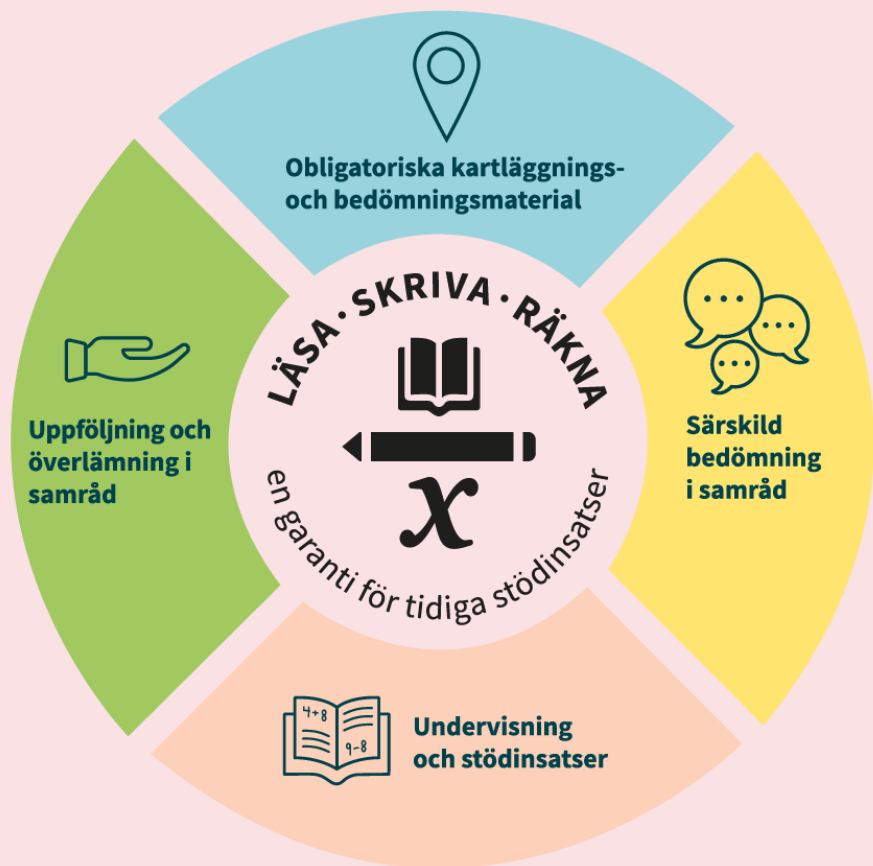 Obligatoriska kartläggnings-
och bedömningsmaterial
Särskild
bedömning
i samråd
Undervisning
och stödinsatser
Uppföljning och
överlämning i
samråd
LÄSA · SKRIVA · RÄKNA
x
en garanti för tidiga stödinsatser
4+8
9-8